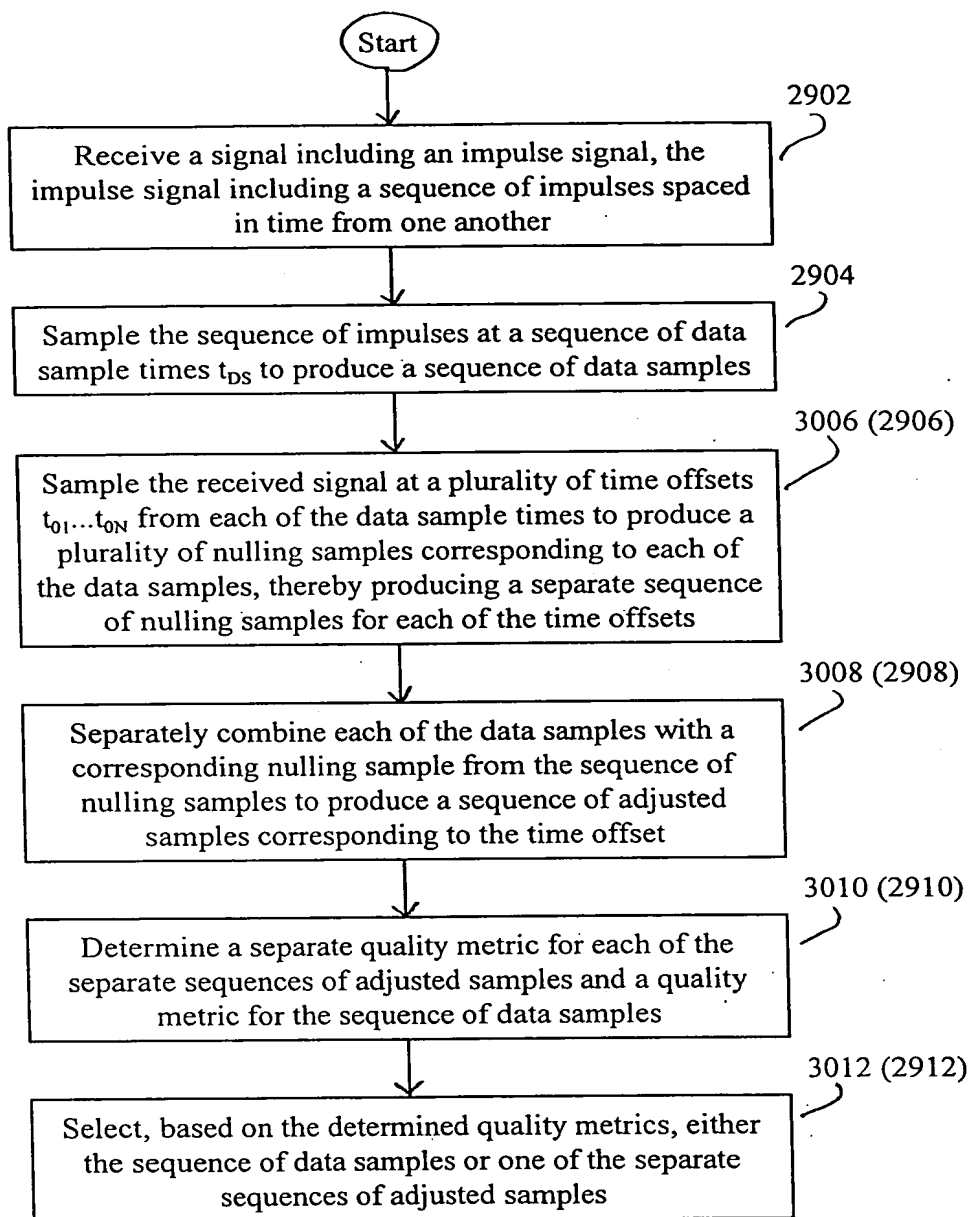 Start
2902
Receive a signal including an impulse signal, the
impulse signal including a sequence of impulses spaced
in time from one another
2904
Sample the sequence of impulses at a sequence of data
sample times tDS to produce a sequence of data samples
3006 (2906)
Sample the received signal at a plurality of time offsets
t01...t0N from each of the data sample times to produce a
plurality of nulling samples corresponding to each of
the data samples, thereby producing a separate sequence
of nulling samples for each of the time offsets
3008 (2908)
Separately combine each of the data samples with a
corresponding nulling sample from the sequence of
nulling samples to produce a sequence of adjusted
samples corresponding to the time offset
3010 (2910)
Determine a separate quality metric for each of the
separate sequences of adjusted samples and a quality
metric for the sequence of data samples
3012 (2912)
Select, based on the determined quality metrics, either
the sequence of data samples or one of the separate
sequences of adjusted samples